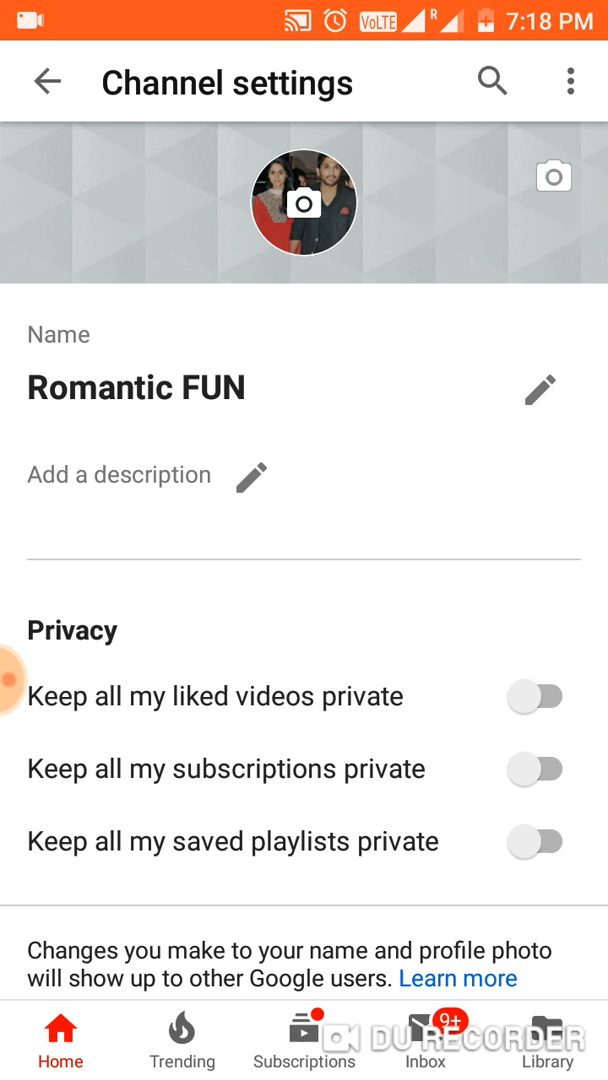 VoLTE R 7:18 PM
Channel settings
Name
Romantic FUN
Add a description
Privacy
Keep all my liked videos private
Keep all my subscriptions private
Keep all my saved playlists private
Changes you make to your name and profile photo
will show up to other Google users. Learn more
9+
DU RECORDER
Home Trending Subscriptions Inbox Library